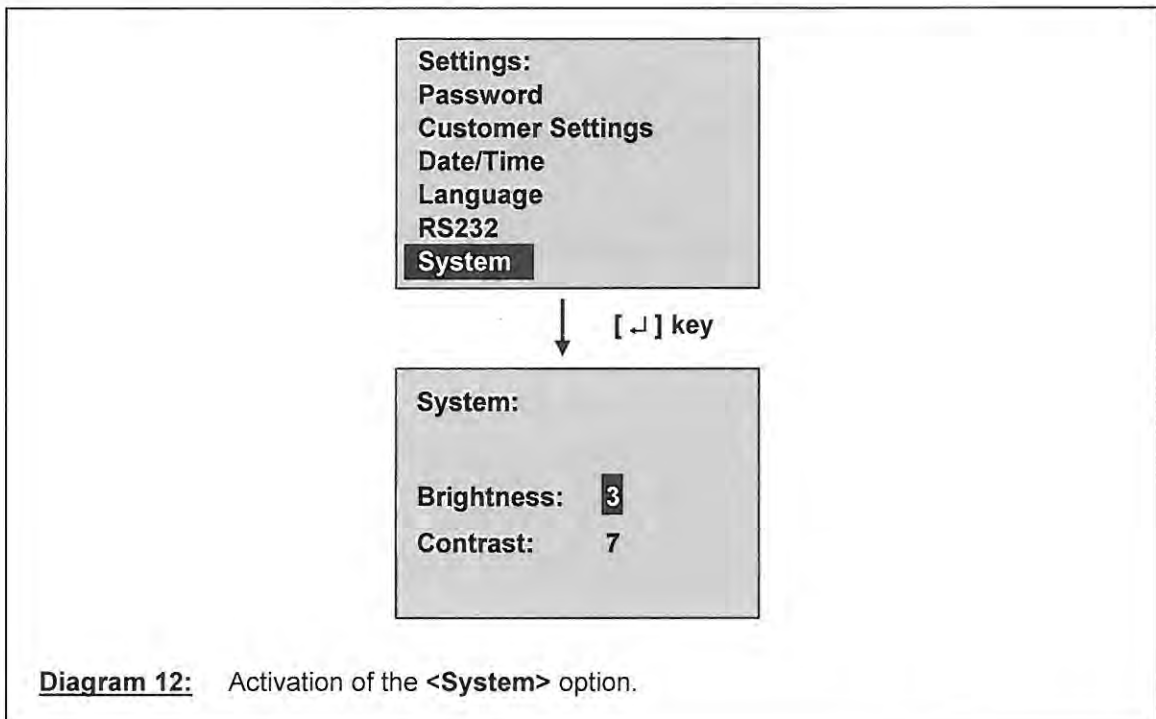 Settings:
Password
Customer Settings
Date/Time
Language
RS232
System
[ ↵ ] key
System:
Brightness: 3
Contrast: 7
Diagram 12: Activation of the <System> option.